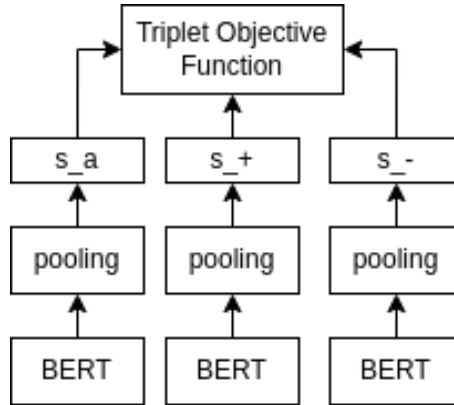 Triplet Objective
Function
s_a
s_+
s_-
pooling
pooling
pooling
BERT
BERT
BERT